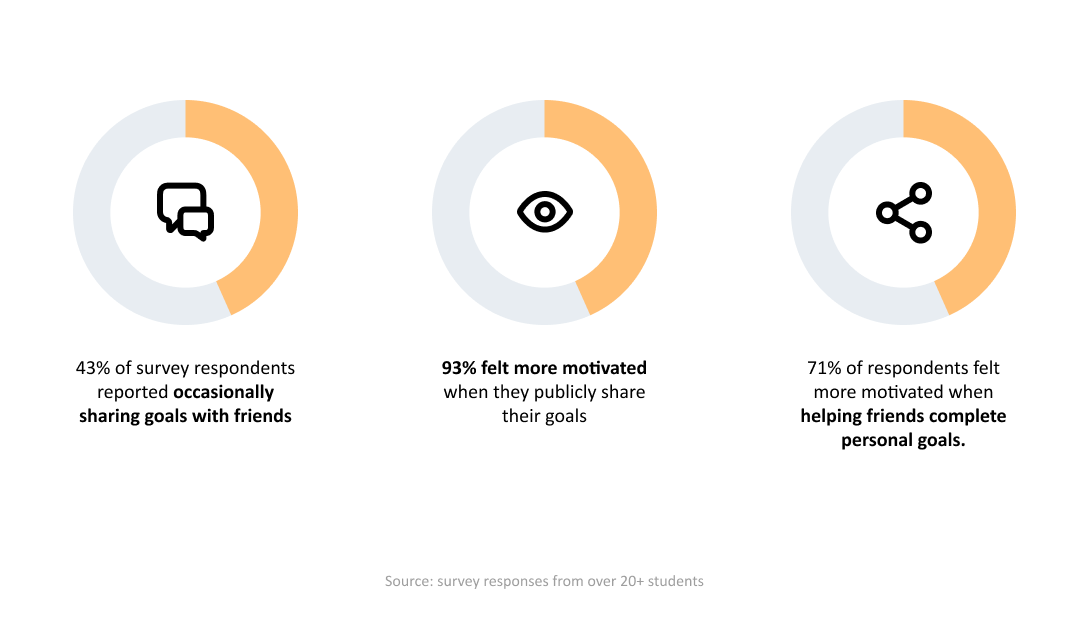 43% of survey respondents
reported occasionally
sharing goals with friends
93% felt more motivated
when they publicly share
their goals
71% of respondents felt
more motivated when
helping friends complete
personal goals.
Source: survey responses from over 20+ students